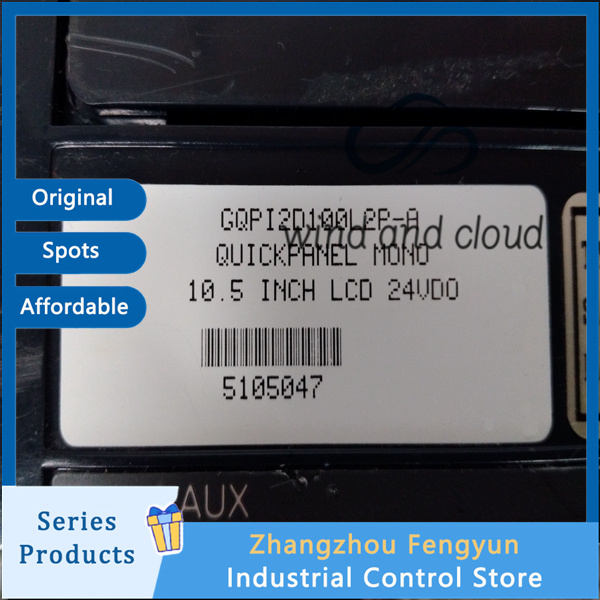 GQPI2D100L2P-A
wind and cloud
QUICKPANEL MONO
10.5 INCH LCD 24VDO
5105047
Original
Spots
Affordable
AUX
Series
Products
Zhangzhou Fengyun
Industrial Control Store